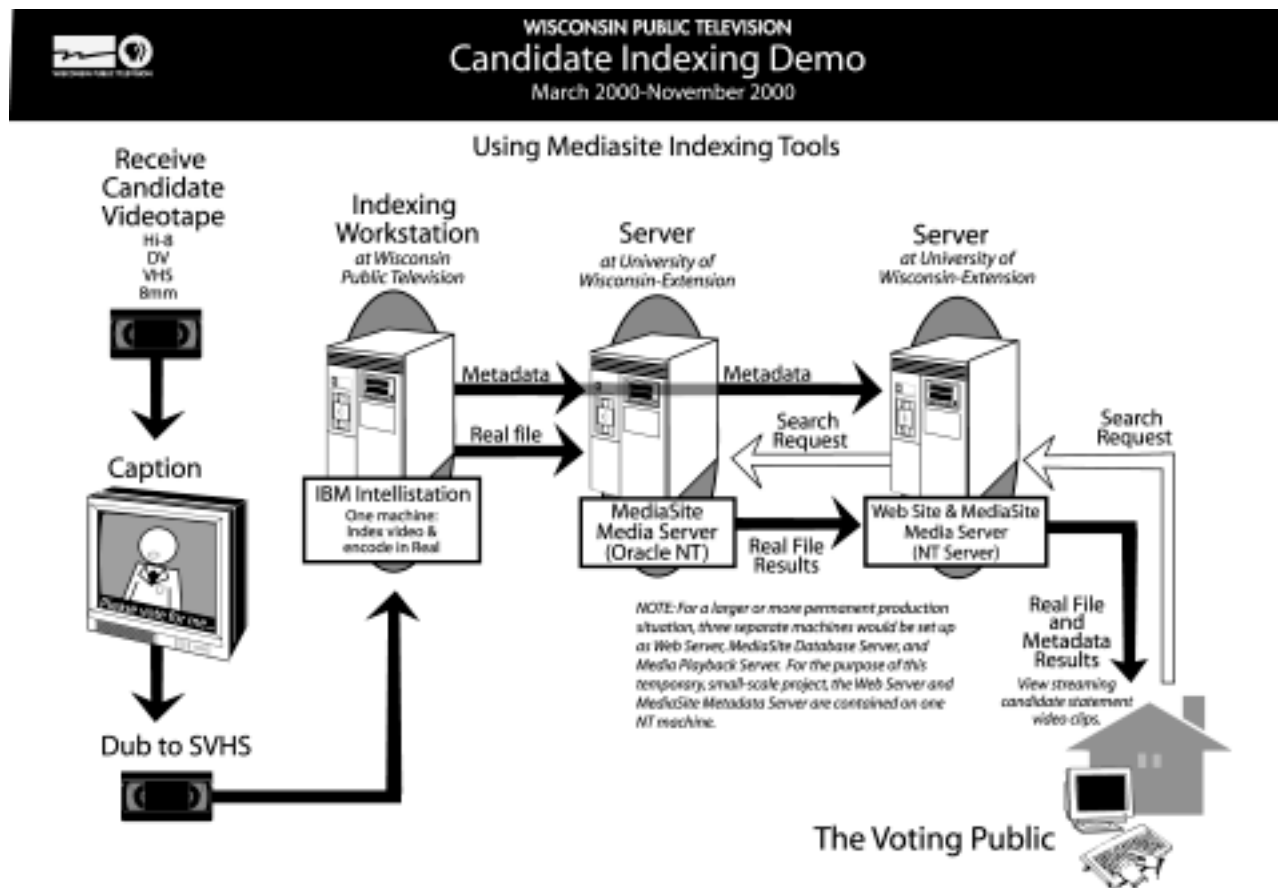 WISCONSIN PUBLIC TELEVISION
Candidate Indexing Demo
March 2000-November 2000
WISCONSIN PUBLIC TELEVISION
Using Mediasite Indexing Tools
Receive
Candidate
Videotape
Hi-8
DV
VHS
8mm
Caption
Please vote for me...
Dub to SVHS
Indexing
Workstation
at Wisconsin
Public Television
IBM Intellistation
One machine:
Index video &
encode in Real
Metadata
Real file
Server
at University of
Wisconsin-Extension
MediaSite
Media Server
(Oracle NT)
Metadata
Search
Request
Real File
Results
Server
at University of
Wisconsin-Extension
Web Site & MediaSite
Media Server
(NT Server)
Search
Request
Real File
and
Metadata
Results
View streaming
candidate statement
video clips.
NOTE: For a larger or more permanent production
situation, three separate machines would be set up
as Web Server, MediaSite Database Server, and
Media Playback Server. For the purpose of this
temporary, small-scale project, the Web Server and
MediaSite Metadata Server are contained on one
NT machine.
The Voting Public